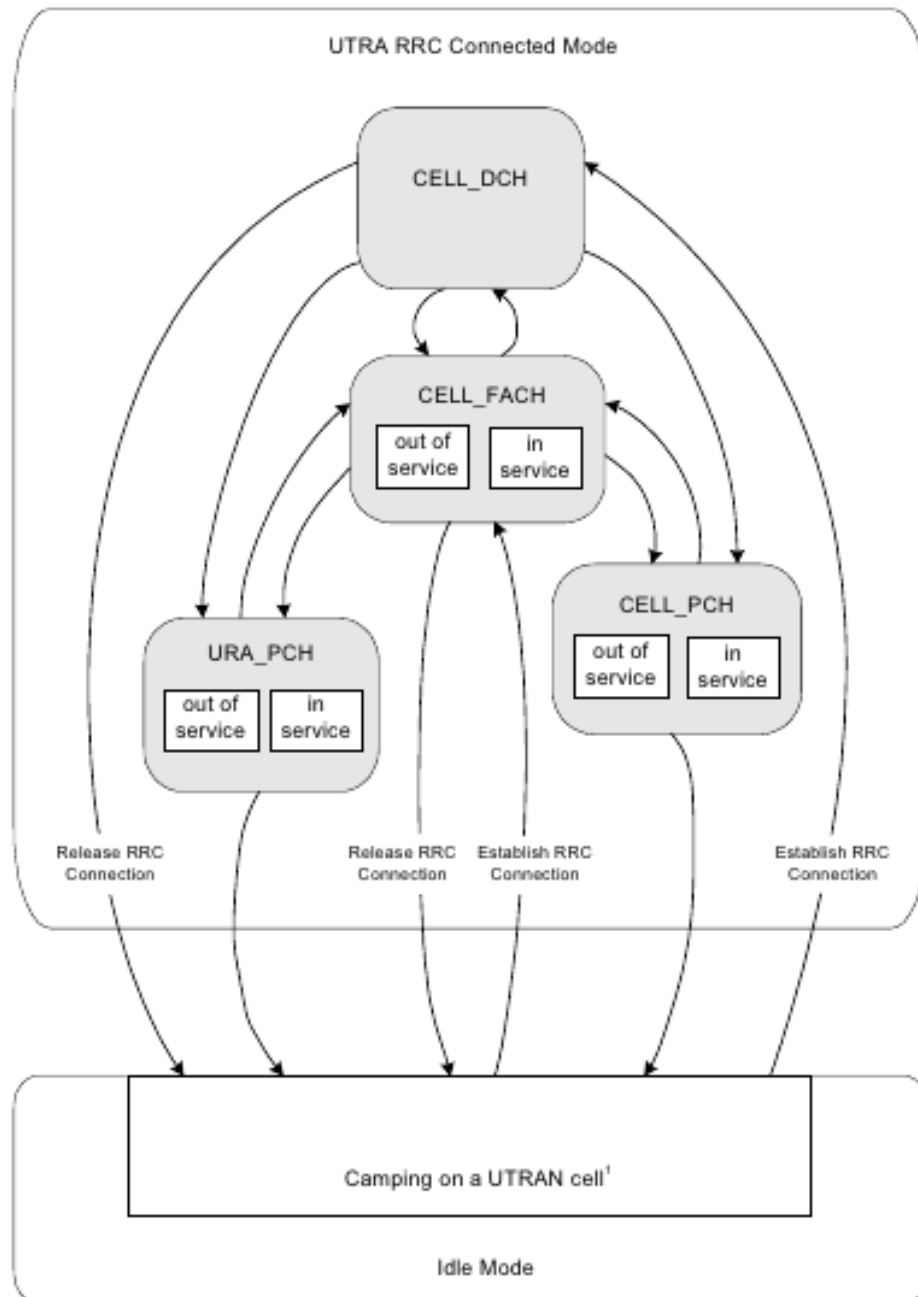 UTRA RRC Connected Mode
CELL_DCH
CELL_FACH
out of
service
in
service
CELL_PCH
out of
service
in
service
URA_PCH
out of
service
in
service
Release RRC
Connection
Release RRC
Connection
Establish RRC
Connection
Establish RRC
Connection
Camping on a UTRAN cell¹
Idle Mode